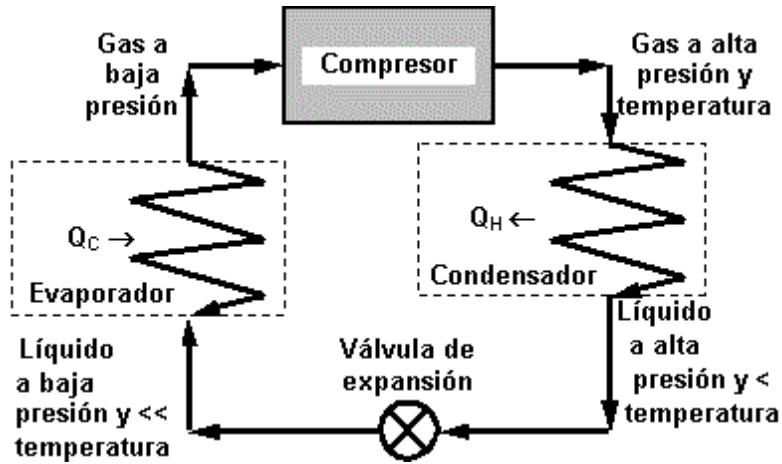 Gas a
baja
presión
Compresor
Gas a alta
presión y
temperatura
Q_C →
Evaporador
Q_H ←
Condensador
Líquido
a baja
presión y <<
temperatura
Válvula de
expansión
Líquido
a alta
presión y <
temperatura